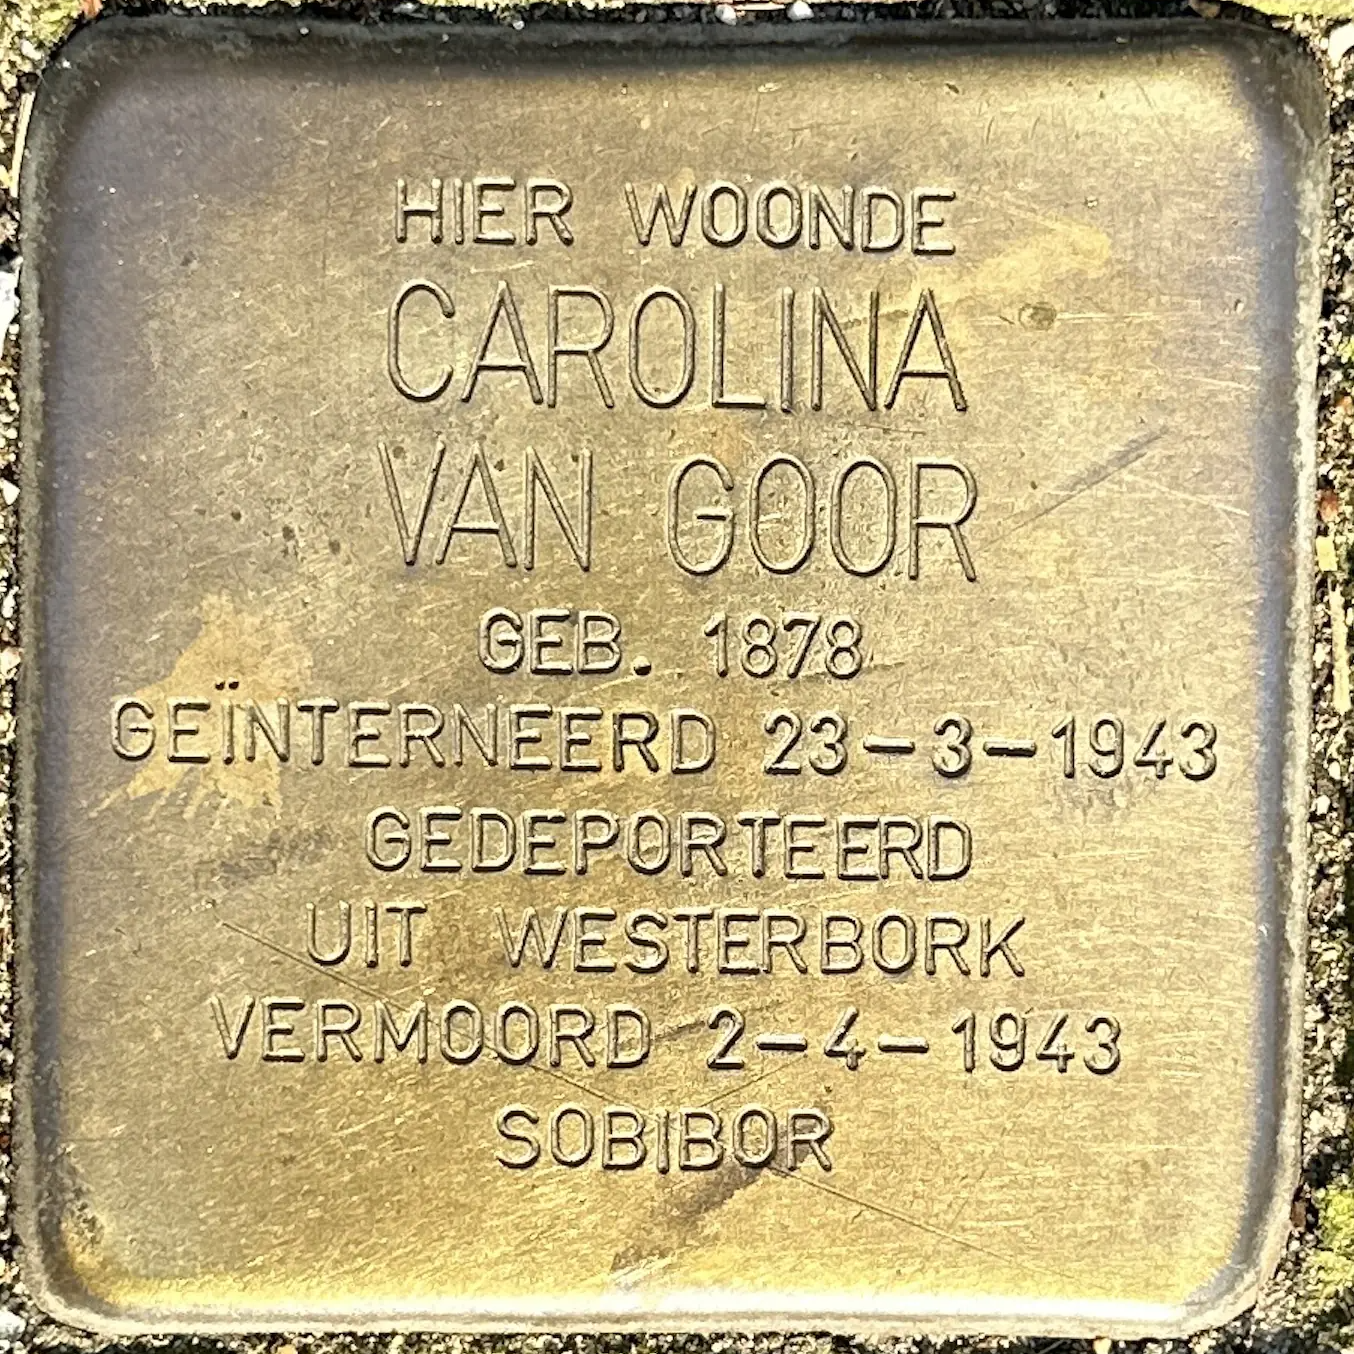 HIER WOONDE
CAROLINA
VAN GOOR
GEB. 1878
GEÏNTERNEERD 23-3-1943
GEDEPORTEERD
UIT WESTERBORK
VERMOORD 2-4-1943
SOBIBOR